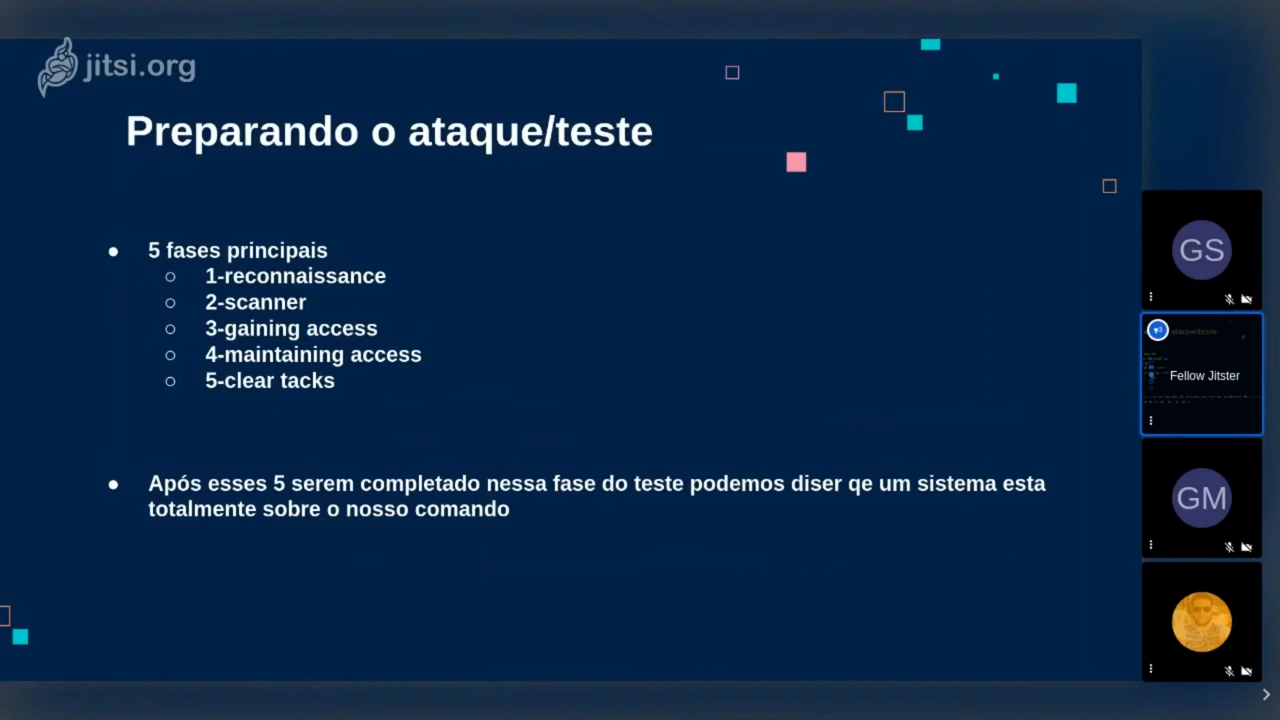 jitsi.org
Preparando o ataque/teste
● 5 fases principais
○ 1-reconnaissance
○ 2-scanner
○ 3-gaining access
○ 4-maintaining access
○ 5-clear tacks
● Após esses 5 serem completado nessa fase do teste podemos diser qe um sistema esta
totalmente sobre o nosso comando
GS
ataque/teste
Fellow Jitster
GM